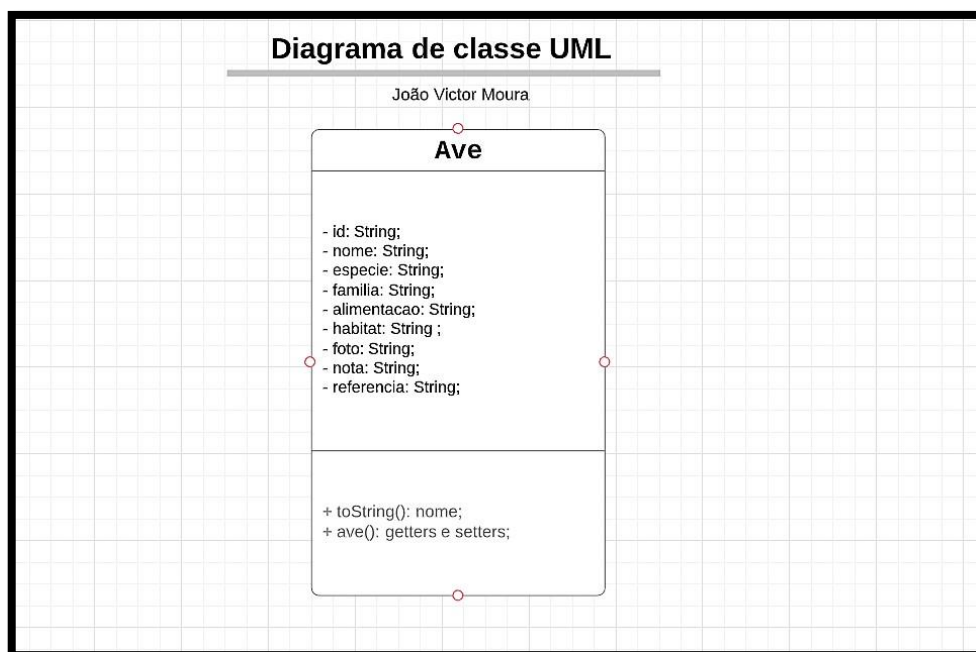 Diagrama de classe UML
João Victor Moura
Ave
- id: String;
- nome: String;
- especie: String;
- familia: String;
- alimentacao: String;
- habitat: String ;
- foto: String;
- nota: String;
- referencia: String;
+ toString(): nome;
+ ave(): getters e setters;